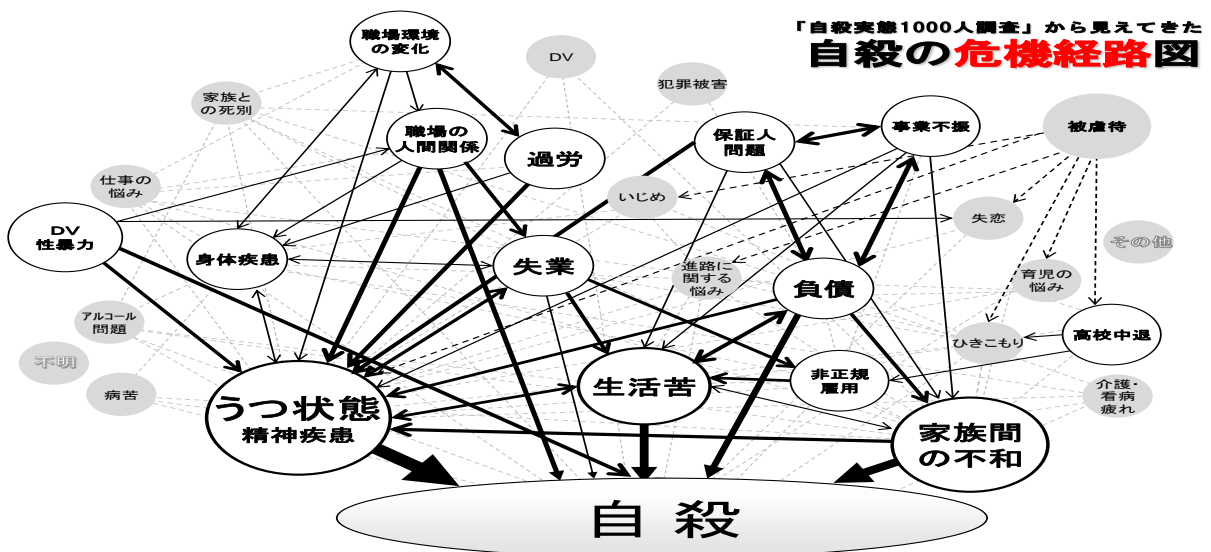 「自殺実態1000人調査」から見えてきた
自殺の危機経路図
職場環境
の変化
DV
犯罪被害
家族と
の死別
職場の
人間関係
過労
保証人
問題
事業不振
被虐待
仕事の
悩み
いじめ
失恋
DV
性暴力
その他
身体疾患
失業
進路に
関する
悩み
負債
育児の
悩み
アルコール
問題
ひきこもり
高校中退
不明
病苦
うつ状態
精神疾患
生活苦
非正規
雇用
介護・
看病
疲れ
家族間
の不和
自殺